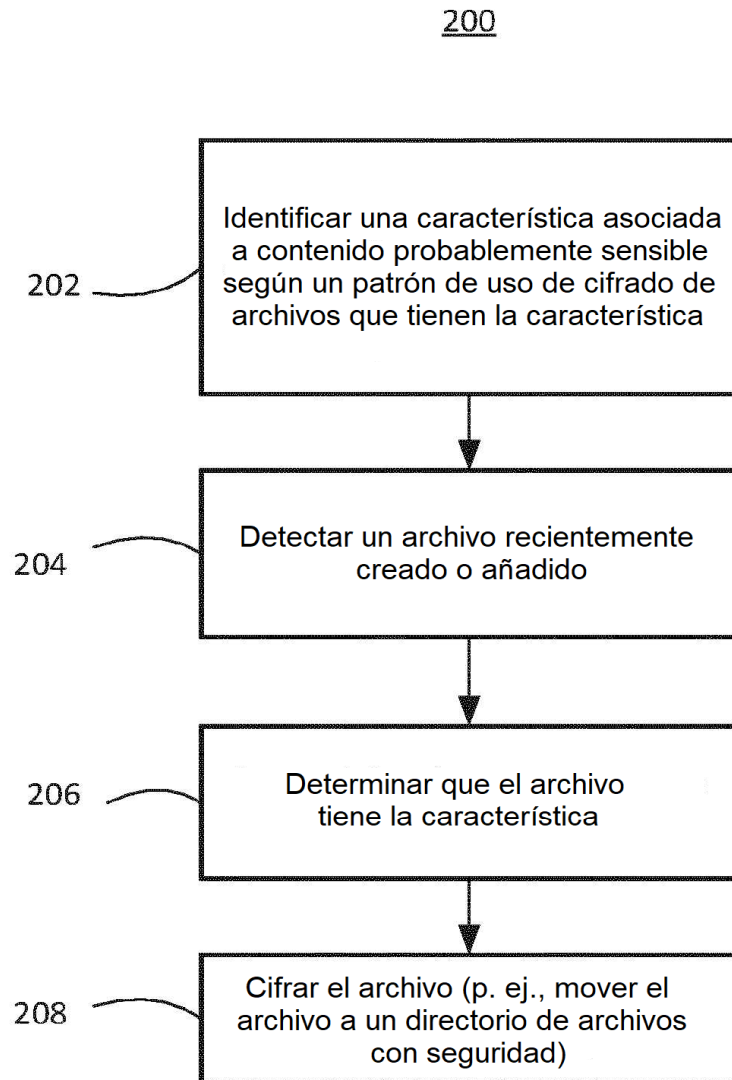 200
Identificar una característica asociada
a contenido probablemente sensible
según un patrón de uso de cifrado de
archivos que tienen la característica
202
Detectar un archivo recientemente
creado o añadido
204
Determinar que el archivo
tiene la característica
206
Cifrar el archivo (p. ej., mover el
archivo a un directorio de archivos
con seguridad)
208